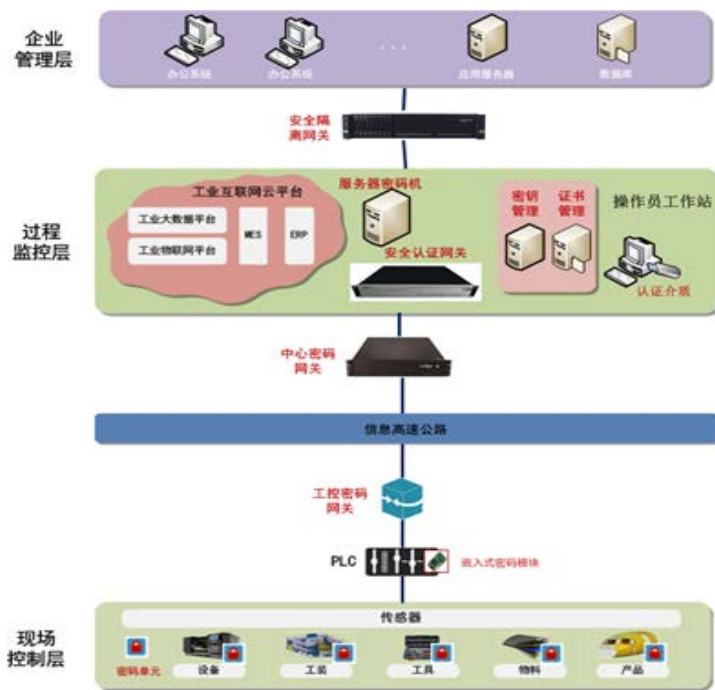 企业
管理层
办公系统
办公系统
...
应用服务器
数据库
安全隔
离网关
过程
监控层
工业互联网云平台
工业大数据平台
工业物联网平台
MES
ERP
服务器密码机
安全认证网关
密钥
管理
证书
管理
操作员工作站
认证介质
中心密码
网关
信息高速公路
工控密码
网关
PLC
嵌入式密码模块
现场
控制层
传感器
密码单元
设备
工装
工具
物料
产品